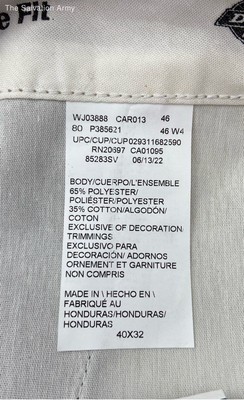 The Salvation Army
e Fit
WJ03888 CAR013 46
80 P385621 46 W4
UPC/CUP/CUP029311682590
RN20697 CA01095
85283SV 06/13/22
BODY/CUERPO/L'ENSEMBLE
65% POLYESTER/
POLIÉSTER/POLYESTER
35% COTTON/ALGODÓN/
COTON
EXCLUSIVE OF DECORATION/
TRIMMINGS
EXCLUSIVO PARA
DECORACIÓN/ ADORNOS
ORNEMENT ET GARNITURE
NON COMPRIS
MADE IN \ HECHO EN \
FABRIQUÉ AU
HONDURAS/HONDURAS/
HONDURAS
40X32